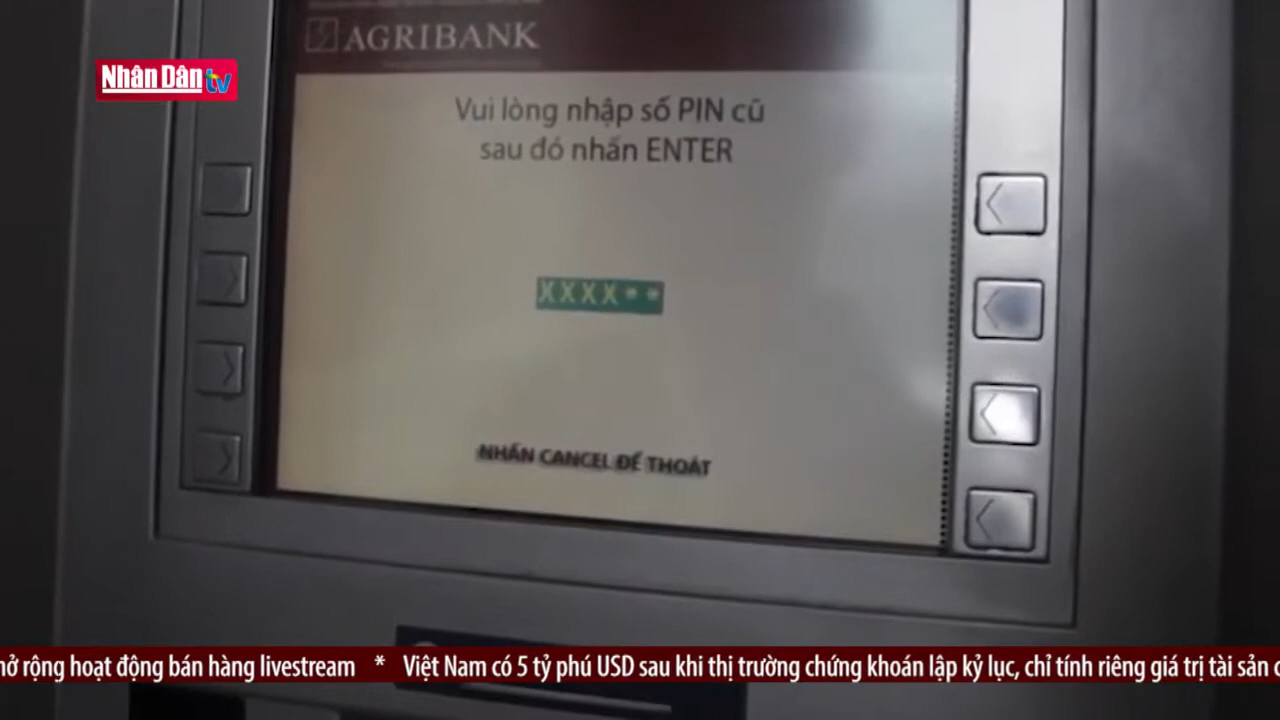 AGRIBANK
Nhân Dân tv
Vui lòng nhập số PIN cũ
sau đó nhấn ENTER
XXXX**
NHẤN CANCEL ĐỂ THOÁT
rộng hoạt động bán hàng livestream * Việt Nam có 5 tỷ phú USD sau khi thị trường chứng khoán lập kỷ lục, chỉ tính riêng giá trị tài sản